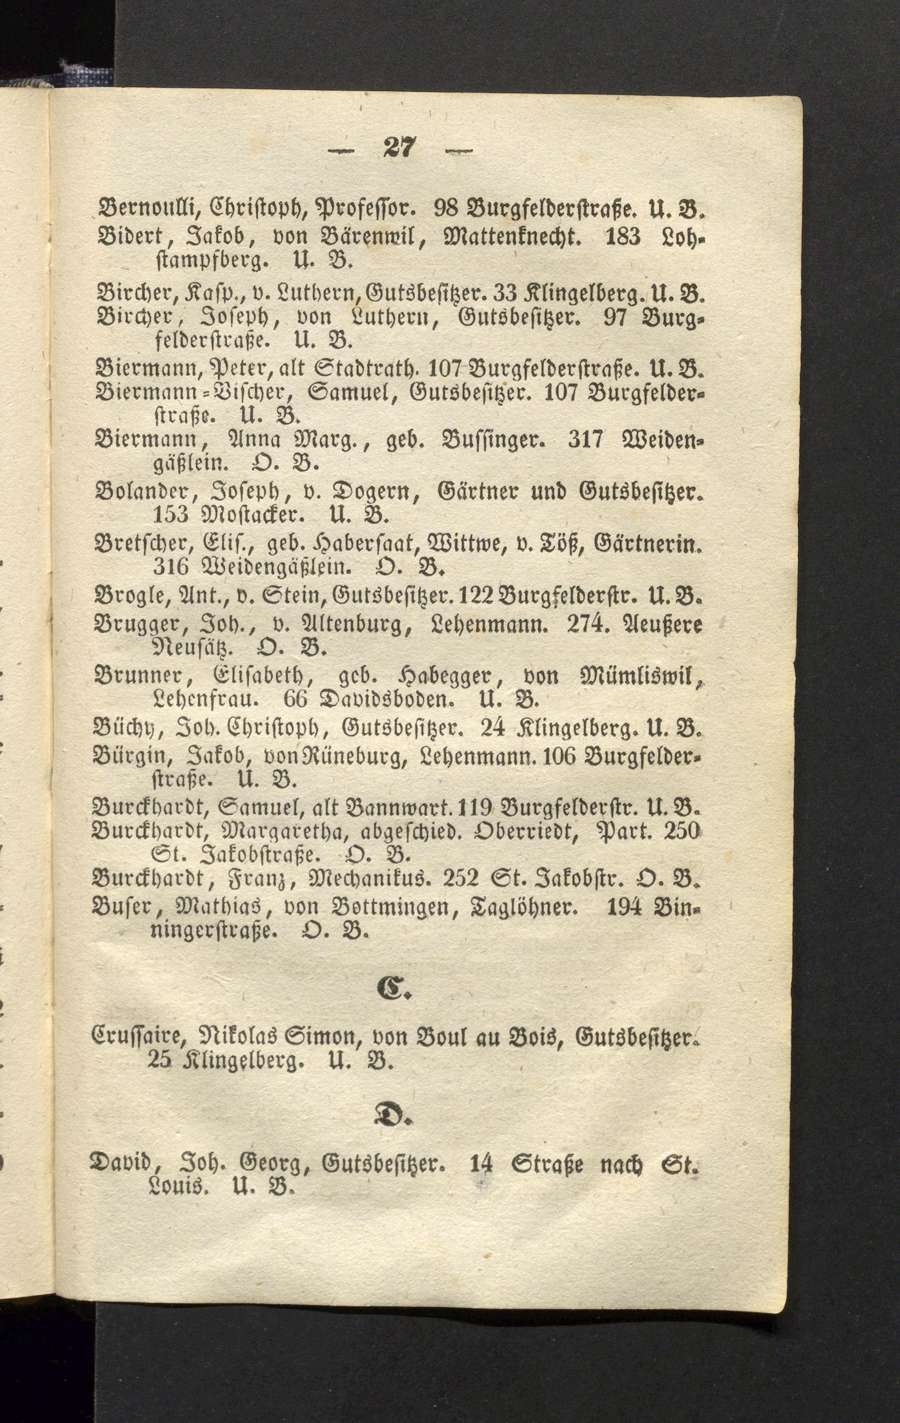 — 27 —
Bernoulli, Christoph, Professor. 98 Burgfelderstraße. U. B.
Bidert, Jakob, von Bärenwil, Mattenknecht. 183 Loh-
stampfberg. U. B.
Bircher, Kasp., v. Luthern, Gutsbesitzer. 33 Klingelberg. U. B.
Bircher, Joseph, von Luthern, Gutsbesitzer. 97 Burg-
felderstraße. U. B.
Biermann, Peter, alt Stadtrath. 107 Burgfelderstraße. U. B.
Biermann-Vischer, Samuel, Gutsbesitzer. 107 Burgfelder-
straße. U. B.
Biermann, Anna Marg., geb. Bussinger. 317 Weiden-
gäßlein. O. B.
Bolander, Joseph, v. Dogern, Gärtner und Gutsbesitzer.
153 Mostacker. U. B.
Bretscher, Elis., geb. Habersaat, Wittwe, v. Töß, Gärtnerin.
316 Weidengäßlein. O. B.
Brogle, Ant., v. Stein, Gutsbesitzer. 122 Burgfelderstr. U. B.
Brugger, Joh., v. Altenburg, Lehenmann. 274. Aeußere
Neusätz. O. B.
Brunner, Elisabeth, geb. Habegger, von Mümliswil,
Lehenfrau. 66 Davidsboden. U. B.
Büchy, Joh. Christoph, Gutsbesitzer. 24 Klingelberg. U. B.
Bürgin, Jakob, von Rüneburg, Lehenmann. 106 Burgfelder-
straße. U. B.
Burckhardt, Samuel, alt Bannwart. 119 Burgfelderstr. U. B.
Burckhardt, Margaretha, abgeschied. Oberriedt, Part. 250
St. Jakobstraße. O. B.
Burckhardt, Franz, Mechanikus. 252 St. Jakobstr. O. B.
Buser, Mathias, von Bottmingen, Taglöhner. 194 Bin-
ningerstraße. O. B.
C.
Crussaire, Nikolas Simon, von Boul au Bois, Gutsbesitzer.
25 Klingelberg. U. B.
D.
David, Joh. Georg, Gutsbesitzer. 14 Straße nach St.
Louis. U. B.